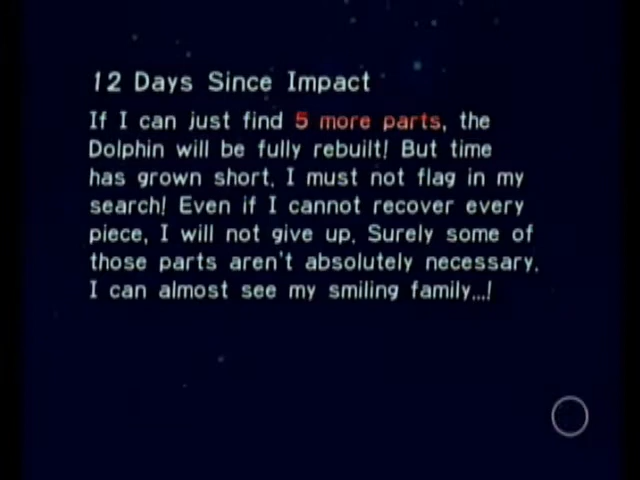 12 Days Since Impact
If I can just find 5 more parts, the
Dolphin will be fully rebuilt! But time
has grown short. I must not flag in my
search! Even if I cannot recover every
piece, I will not give up. Surely some of
those parts aren't absolutely necessary.
I can almost see my smiling family...!